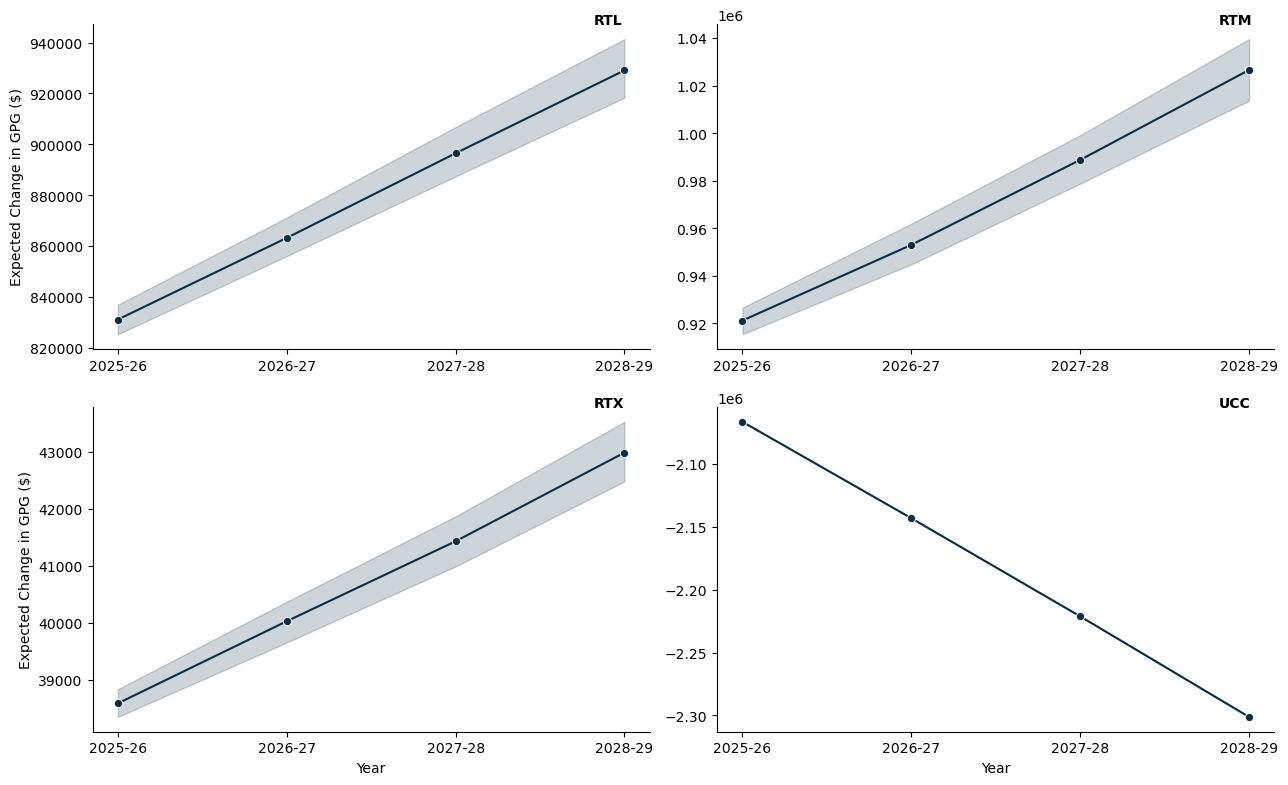 RTL
Expected Change in GPG ($)
940000
920000
900000
880000
860000
840000
820000
2025-26 2026-27 2027-28 2028-29
1e6
RTM
1.04
1.02
1.00
0.98
0.96
0.94
0.92
2025-26 2026-27 2027-28 2028-29
RTX
Expected Change in GPG ($)
43000
42000
41000
40000
39000
2025-26 2026-27 2027-28 2028-29
Year
1e6
UCC
−2.10
−2.15
−2.20
−2.25
−2.30
2025-26 2026-27 2027-28 2028-29
Year